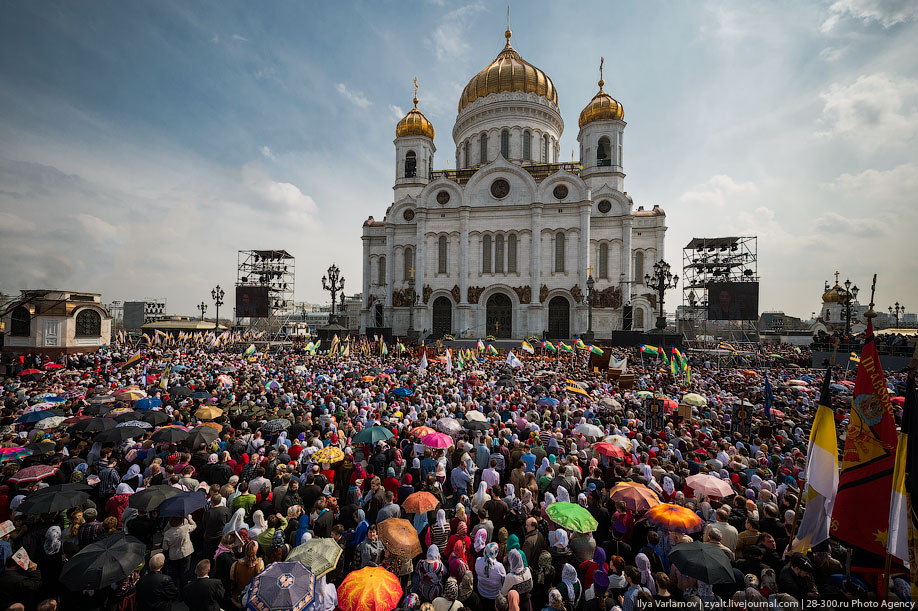 Ilya Varlamov | zyalt.livejournal.com | 28-300.ru | Photo Agency